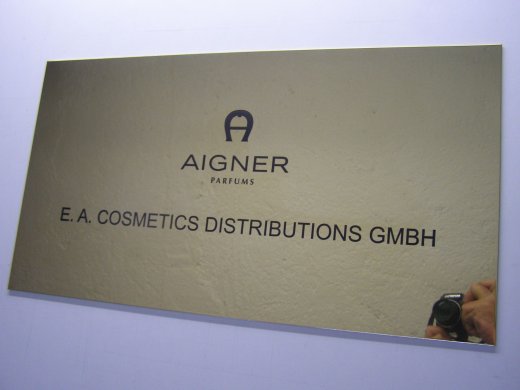 AIGNER
PARFUMS
E. A. COSMETICS DISTRIBUTIONS GMBH